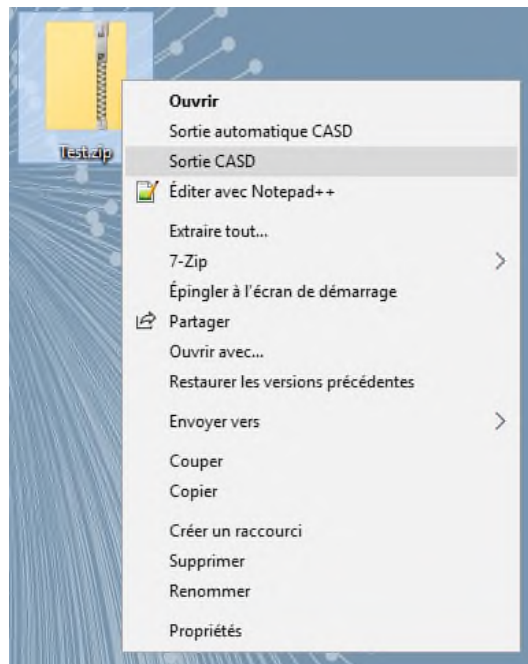 Test.zip
Ouvrir
Sortie automatique CASD
Sortie CASD
Éditer avec Notepad++
Extraire tout...
7-Zip
Épingler à l'écran de démarrage
Partager
Ouvrir avec...
Restaurer les versions précédentes
Envoyer vers
Couper
Copier
Créer un raccourci
Supprimer
Renommer
Propriétés